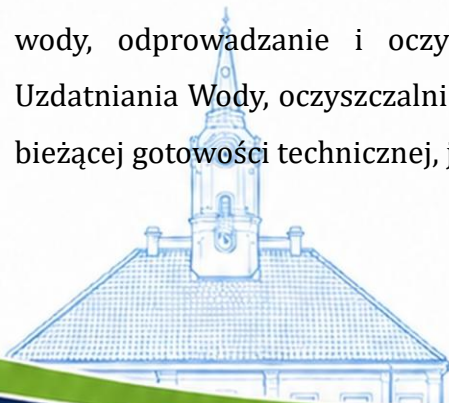 wody, odprowadzanie i oczy
Uzdatniania Wody, oczyszczalni
bieżącej gotowości technicznej, j